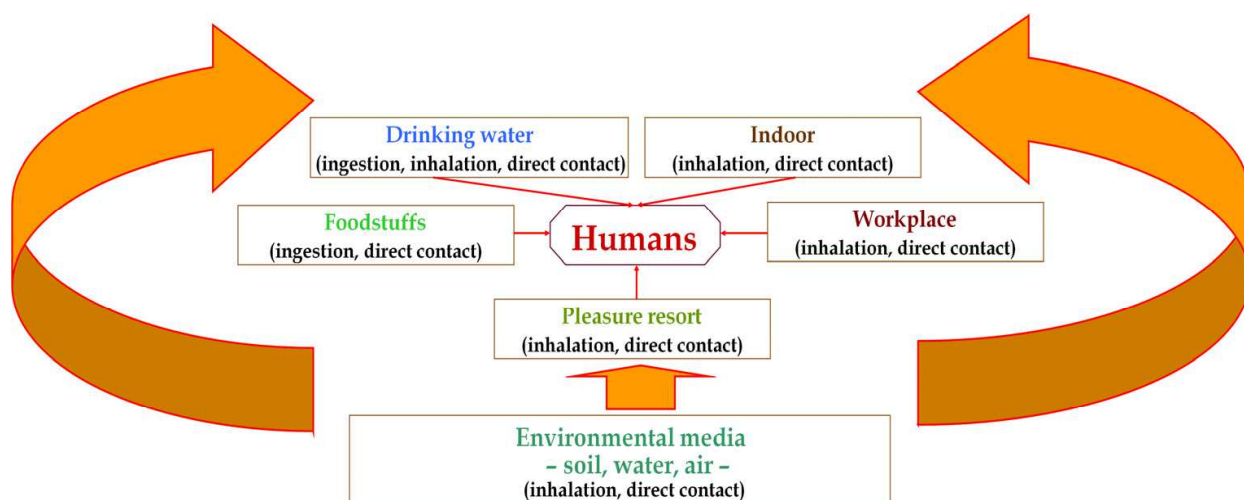 Drinking water
(ingestion, inhalation, direct contact)
Indoor
(inhalation, direct contact)
Foodstuffs
(ingestion, direct contact)
Humans
Workplace
(inhalation, direct contact)
Pleasure resort
(inhalation, direct contact)
Environmental media
– soil, water, air –
(inhalation, direct contact)